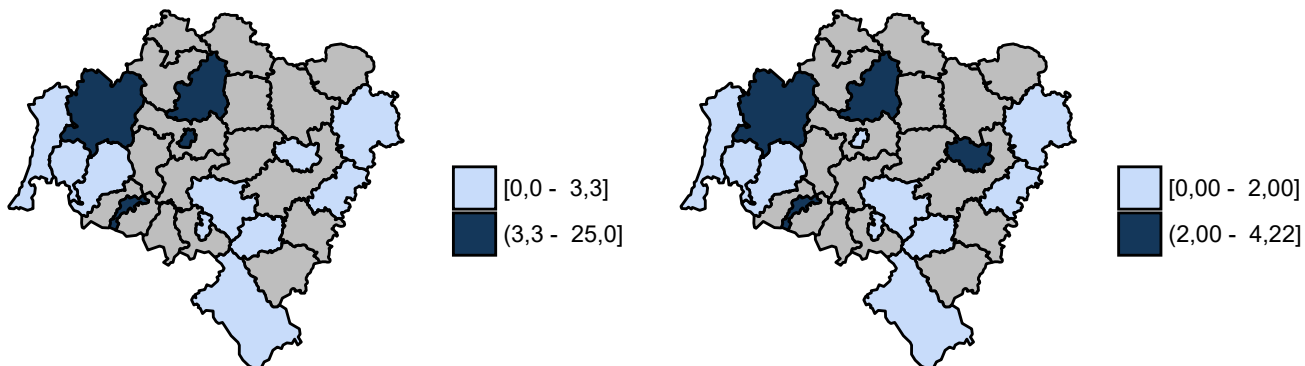 [0,0 -  3,3]
(3,3 -  25,0]
[0,00 -  2,00]
(2,00 -  4,22]